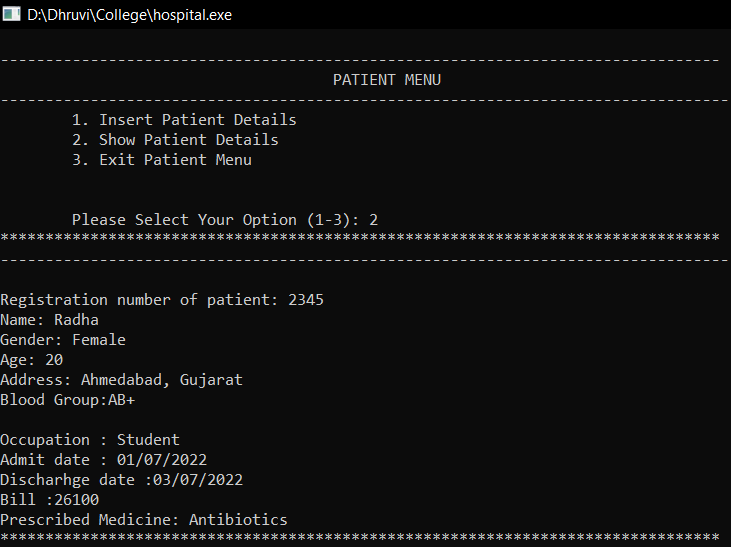 D:\Dhruvi\College\hospital.exe
--------------------------------------------------------------------------------
PATIENT MENU
---------------------------------------------------------------------------------
1. Insert Patient Details
2. Show Patient Details
3. Exit Patient Menu
Please Select Your Option (1-3): 2
********************************************************************************
---------------------------------------------------------------------------------
Registration number of patient: 2345
Name: Radha
Gender: Female
Age: 20
Address: Ahmedabad, Gujarat
Blood Group:AB+
Occupation : Student
Admit date : 01/07/2022
Discharhge date :03/07/2022
Bill :26100
Prescribed Medicine: Antibiotics
********************************************************************************